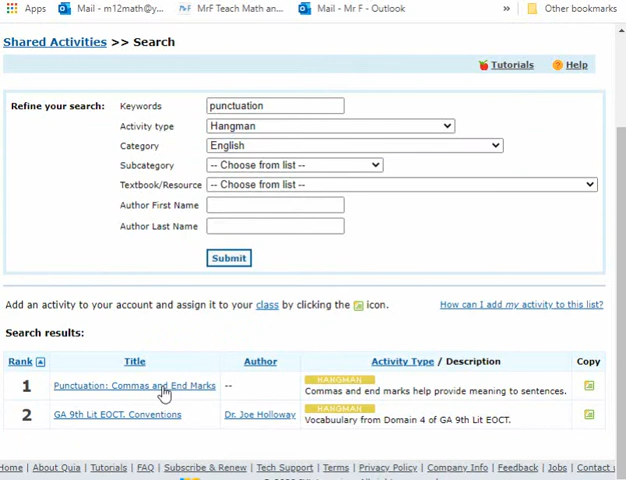 Apps Mail - m12math@y... MrF Teach Math an... Mail - Mr F - Outlook » Other bookmarks
Shared Activities >> Search
Tutorials Help
Refine your search: Keywords punctuation
Activity type Hangman
Category English
Subcategory -- Choose from list --
Textbook/Resource -- Choose from list --
Author First Name
Author Last Name
Submit
Add an activity to your account and assign it to your class by clicking the icon. How can I add my activity to this list?
Search results:
Rank Title Author Activity Type / Description Copy
1 Punctuation: Commas and End Marks -- HANGMAN
Commas and end marks help provide meaning to sentences.
2 GA 9th Lit EOCT. Conventions Dr. Joe Holloway HANGMAN
Vocabuulary from Domain 4 of GA 9th Lit EOCT.
Home | About Quia | Tutorials | FAQ | Subscribe & Renew | Tech Support | Terms | Privacy Policy | Company Info | Feedback | Jobs | Contact